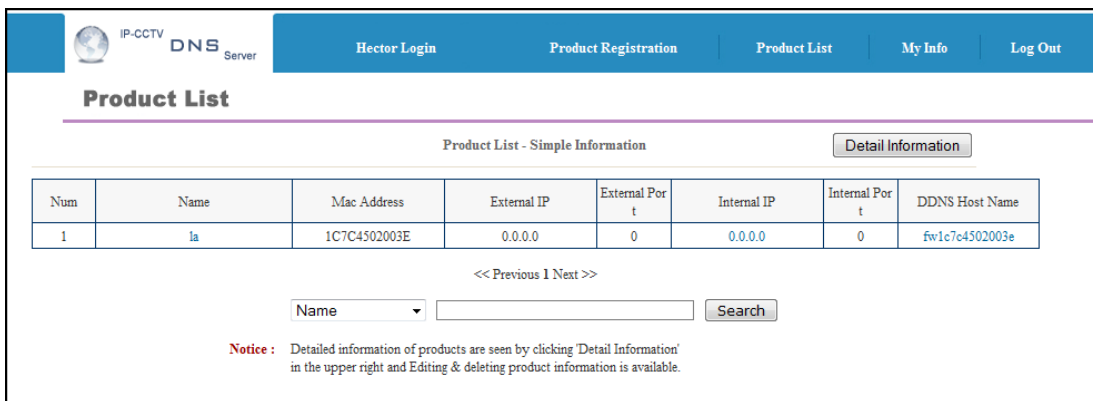 IP-CCTV DNS Server
Hector Login Product Registration Product List My Info Log Out
Product List
Product List - Simple Information Detail Information
Num Name Mac Address External IP External Por
t Internal IP Internal Por
t DDNS Host Name
1 la 1C7C4502003E 0.0.0.0 0 0.0.0.0 0 fw1c7c4502003e
<< Previous 1 Next >>
Name Search
Notice : Detailed information of products are seen by clicking 'Detail Information'
in the upper right and Editing & deleting product information is available.